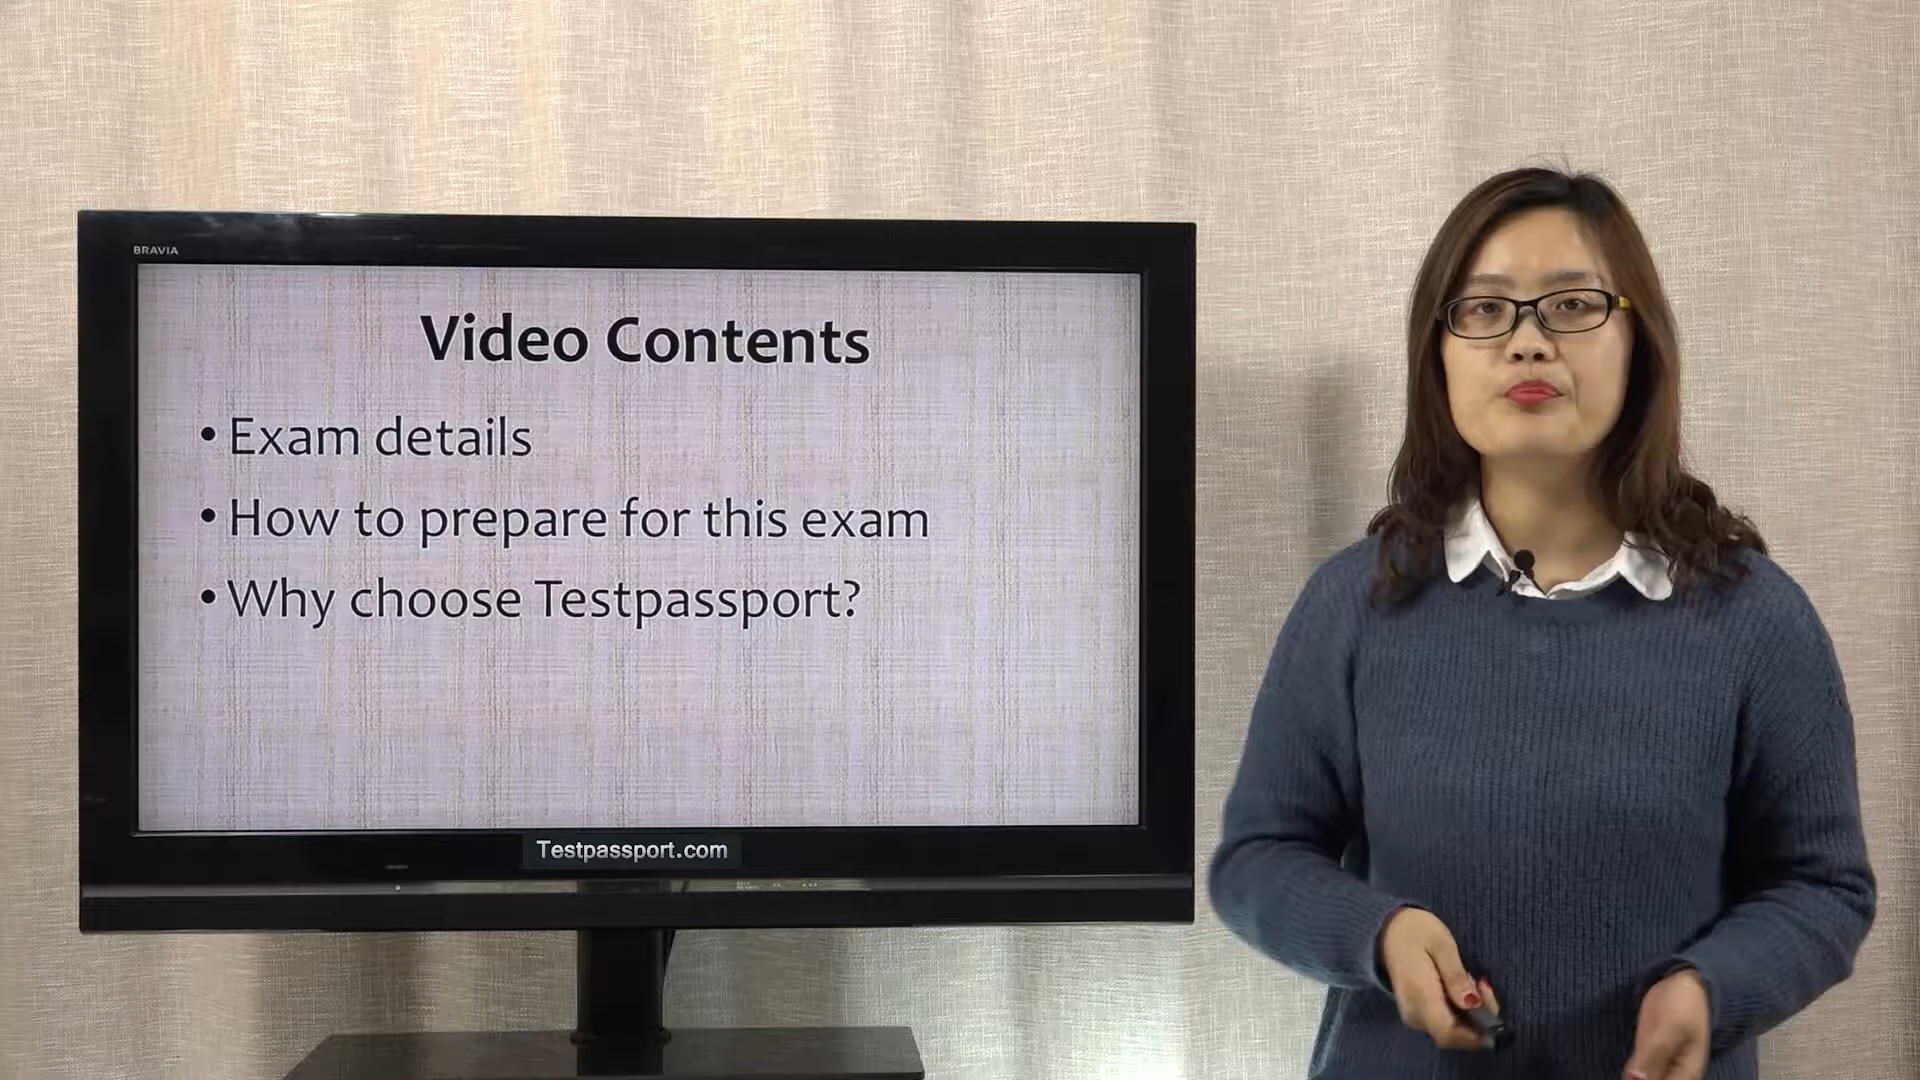 BRAVIA
Video Contents
• Exam details
• How to prepare for this exam
• Why choose Testpassport?
Testpassport.com